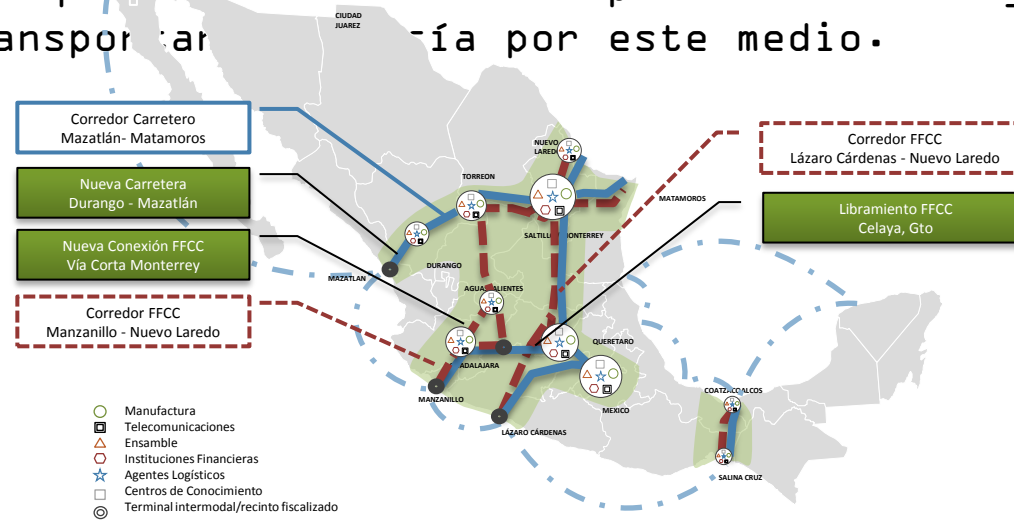 por este medio.
CIUDAD
JUAREZ
Corredor Carretero
Mazatlán- Matamoros
Nueva Carretera
Durango - Mazatlán
Nueva Conexión FFCC
Vía Corta Monterrey
Corredor FFCC
Manzanillo - Nuevo Laredo
Corredor FFCC
Lázaro Cárdenas - Nuevo Laredo
Libramiento FFCC
Celaya, Gto
NUEVO
LAREDO
TORREON
MATAMOROS
SALTILLO MONTERREY
DURANGO
MAZATLAN
AGUASCALIENTES
QUERETARO
GUADALAJARA
MANZANILLO
MEXICO
LÁZARO CÁRDENAS
COATZACOALCOS
SALINA CRUZ
Manufactura
Telecomunicaciones
Ensamble
Instituciones Financieras
Agentes Logísticos
Centros de Conocimiento
Terminal intermodal/recinto fiscalizado